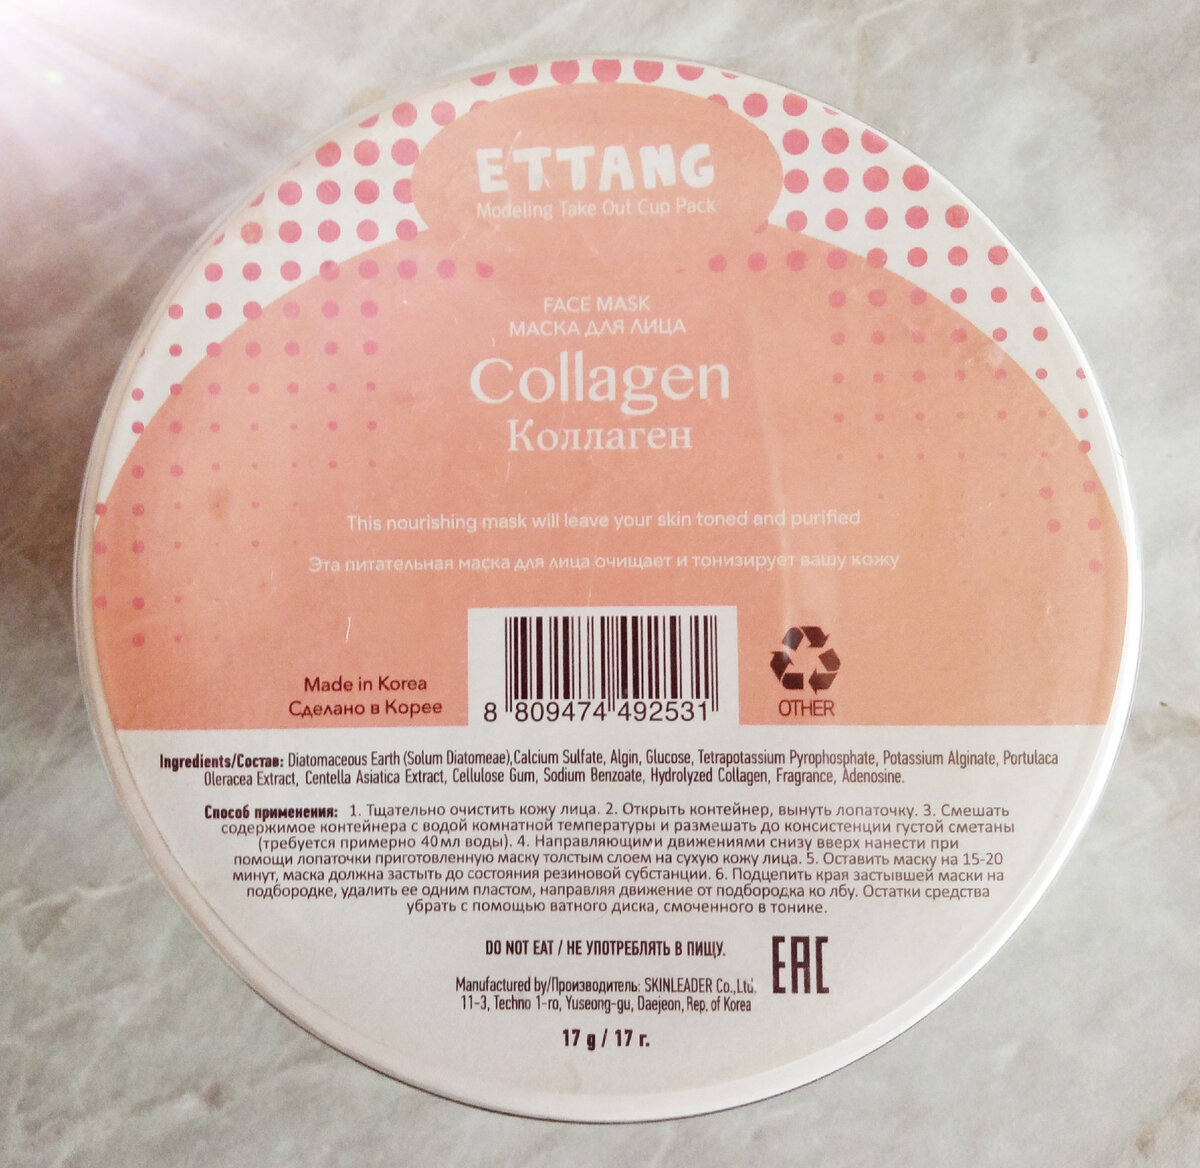 ETTANG
Modeling Take Out Cup Pack
FACE MASK
МАСКА ДЛЯ ЛИЦА
Collagen
Коллаген
This nourishing mask will leave your skin toned and purified
Эта питательная маска для лица очищает и тонизирует вашу кожу
Made in Korea
Сделано в Корее
8 809474 492531
OTHER
Ingredients/Состав: Diatomaceous Earth (Solum Diatomeae),Calcium Sulfate, Algin, Glucose, Tetrapotassium Pyrophosphate, Potassium Alginate, Portulaca
Oleracea Extract, Centella Asiatica Extract, Cellulose Gum, Sodium Benzoate, Hydrolyzed Collagen, Fragrance, Adenosine.
Способ применения: 1. Тщательно очистить кожу лица. 2. Открыть контейнер, вынуть лопаточку. 3. Смешать
содержимое контейнера с водой комнатной температуры и размешать до консистенции густой сметаны
(требуется примерно 40 мл воды). 4. Направляющими движениями снизу вверх нанести при
помощи лопаточки приготовленную маску толстым слоем на сухую кожу лица. 5. Оставить маску на 15-20
минут, маска должна застыть до состояния резиновой субстанции. 6. Подцепить края застывшей маски на
подбородке, удалить ее одним пластом, направляя движение от подбородка ко лбу. Остатки средства
убрать с помощью ватного диска, смоченного в тонике.
DO NOT EAT / НЕ УПОТРЕБЛЯТЬ В ПИЩУ.
EAC
Manufactured by/Производитель: SKINLEADER Co.,Ltd.
11-3, Techno 1-ro, Yuseong-gu, Daejeon, Rep. of Korea
17 g / 17 г.